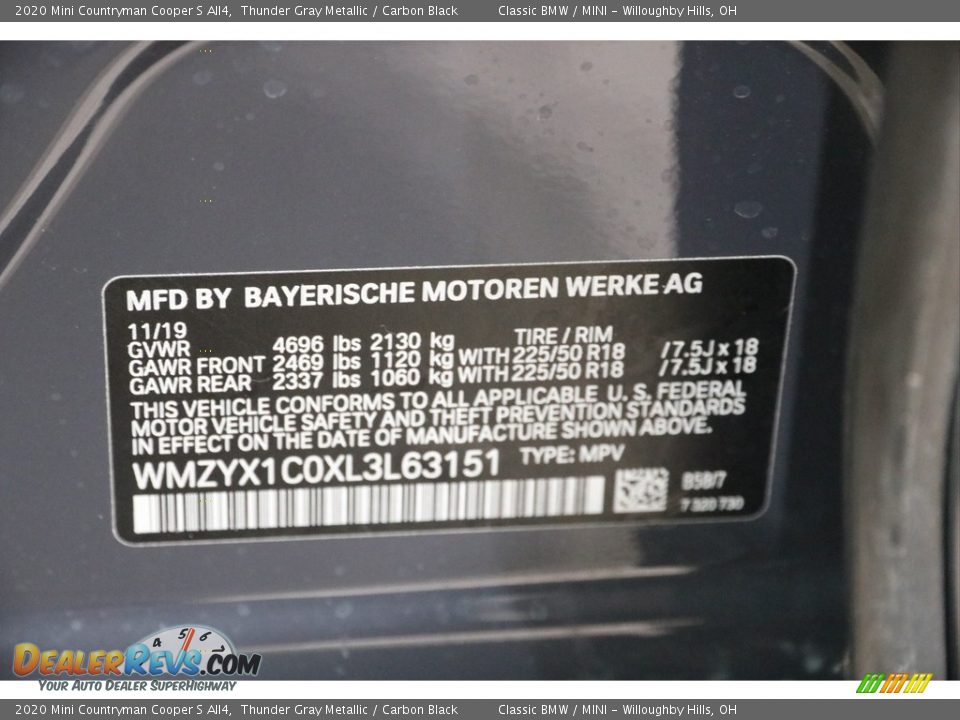 2020 Mini Countryman Cooper S All4, Thunder Gray Metallic / Carbon Black Classic BMW / MINI - Willoughby Hills, OH
MFD BY BAYERISCHE MOTOREN WERKE AG
11/19 TIRE / RIM
GVWR 4696 lbs 2130 kg
GAWR FRONT 2469 lbs 1120 kg WITH 225/50 R18 /7.5J x 18
GAWR REAR 2337 lbs 1060 kg WITH 225/50 R18 /7.5J x 18
THIS VEHICLE CONFORMS TO ALL APPLICABLE U. S. FEDERAL
MOTOR VEHICLE SAFETY AND THEFT PREVENTION STANDARDS
IN EFFECT ON THE DATE OF MANUFACTURE SHOWN ABOVE.
WMZYX1C0XL3L63151 TYPE: MPV
B5B/7
7 320 730
4 5 6
DEALERREVS.COM
YOUR AUTO DEALER SUPERHIGHWAY
2020 Mini Countryman Cooper S All4, Thunder Gray Metallic / Carbon Black Classic BMW / MINI - Willoughby Hills, OH